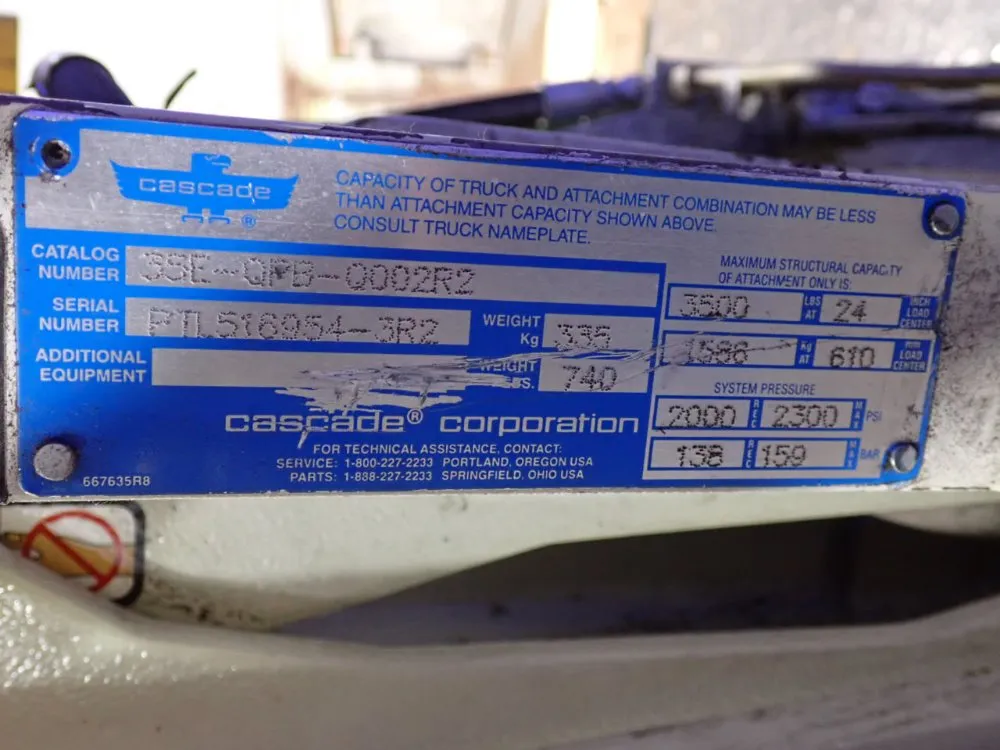 cascade ®
CAPACITY OF TRUCK AND ATTACHMENT COMBINATION MAY BE LESS
THAN ATTACHMENT CAPACITY SHOWN ABOVE.
CONSULT TRUCK NAMEPLATE.
CATALOG NUMBER 35E-QPB-Q002R2
SERIAL NUMBER PTL516954-3R2
WEIGHT Kg 335
ADDITIONAL EQUIPMENT
WEIGHT LBS. 740
MAXIMUM STRUCTURAL CAPACITY
OF ATTACHMENT ONLY IS:
3500 LBS AT 24 INCH LOAD CENTER
1586 Kg AT 610 mm LOAD CENTER
SYSTEM PRESSURE
2000 REC 2300 MAX PSI
138 REC 159 MAX BAR
cascade® corporation
FOR TECHNICAL ASSISTANCE, CONTACT:
SERVICE: 1-800-227-2233 PORTLAND, OREGON USA
PARTS: 1-888-227-2233 SPRINGFIELD, OHIO USA
667635R8